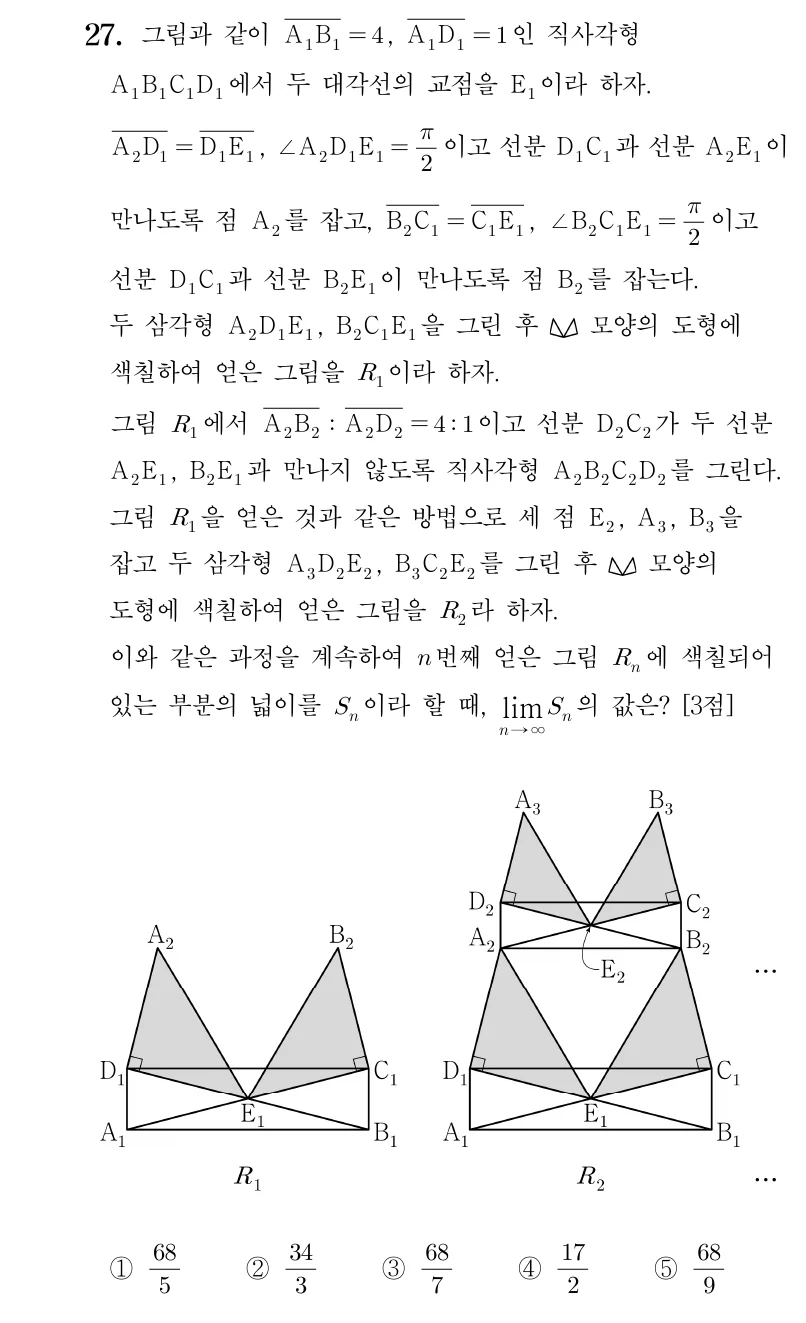 27. 그림과 같이 A₁B₁ = 4, A₁D₁ = 1인 직사각형
A₁B₁C₁D₁에서 두 대각선의 교점을 E₁이라 하자.
A₂D₁ = D₁E₁, ∠A₂D₁E₁ = π/2 이고 선분 D₁C₁과 선분 A₂E₁이
만나도록 점 A₂를 잡고, B₂C₁ = C₁E₁, ∠B₂C₁E₁ = π/2 이고
선분 D₁C₁과 선분 B₂E₁이 만나도록 점 B₂를 잡는다.
두 삼각형 A₂D₁E₁, B₂C₁E₁을 그린 후 모양의 도형에
색칠하여 얻은 그림을 R₁이라 하자.
그림 R₁에서 A₂B₂ : A₂D₂ = 4 : 1이고 선분 D₂C₂가 두 선분
A₂E₁, B₂E₁과 만나지 않도록 직사각형 A₂B₂C₂D₂를 그린다.
그림 R₁을 얻은 것과 같은 방법으로 세 점 E₂, A₃, B₃을
잡고 두 삼각형 A₃D₂E₂, B₃C₂E₂를 그린 후 모양의
도형에 색칠하여 얻은 그림을 R₂라 하자.
이와 같은 과정을 계속하여 n번째 얻은 그림 Rₙ에 색칠되어
있는 부분의 넓이를 Sₙ이라 할 때, lim n→∞ Sₙ의 값은? [3점]
A₂ B₂
D₁ C₁
E₁
A₁ B₁
R₁
A₃ B₃
D₂ C₂
A₂ B₂
E₂
...
D₁ C₁
E₁
A₁ B₁
R₂
...
① 68/5 ② 34/3 ③ 68/7 ④ 17/2 ⑤ 68/9